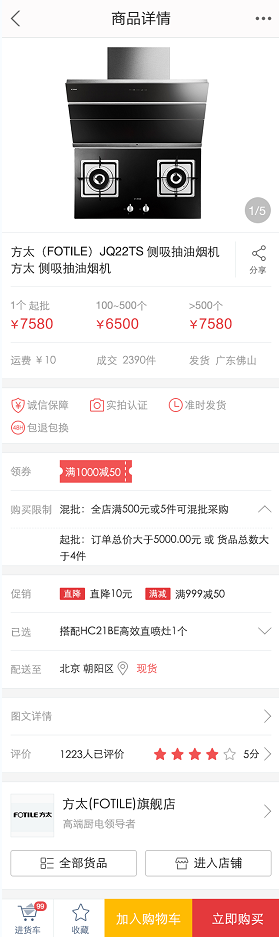 商品详情
1/5
方太（FOTILE）JQ22TS 侧吸抽油烟机
方太 侧吸抽油烟机
分享
1个 起批
100~500个
>500个
¥7580
¥6500
¥7580
运费 ¥10
成交 2390件
发货 广东佛山
诚信保障
实拍认证
准时发货
48H
包退包换
领券
满1000减50
购买限制
混批：全店满500元或5件可混批采购
起批：订单总价大于5000.00元 或 货品总数大
于4件
促销
直降
直降10元
满减
满999减50
已选
搭配HC21BE高效直喷灶1个
配送至
北京 朝阳区
现货
图文详情
评价
1223人已评价
5分
FOTILE方太
方太(FOTILE)旗舰店
高端厨电领导者
全部货品
进入店铺
99
进货车
收藏
加入购物车
立即购买